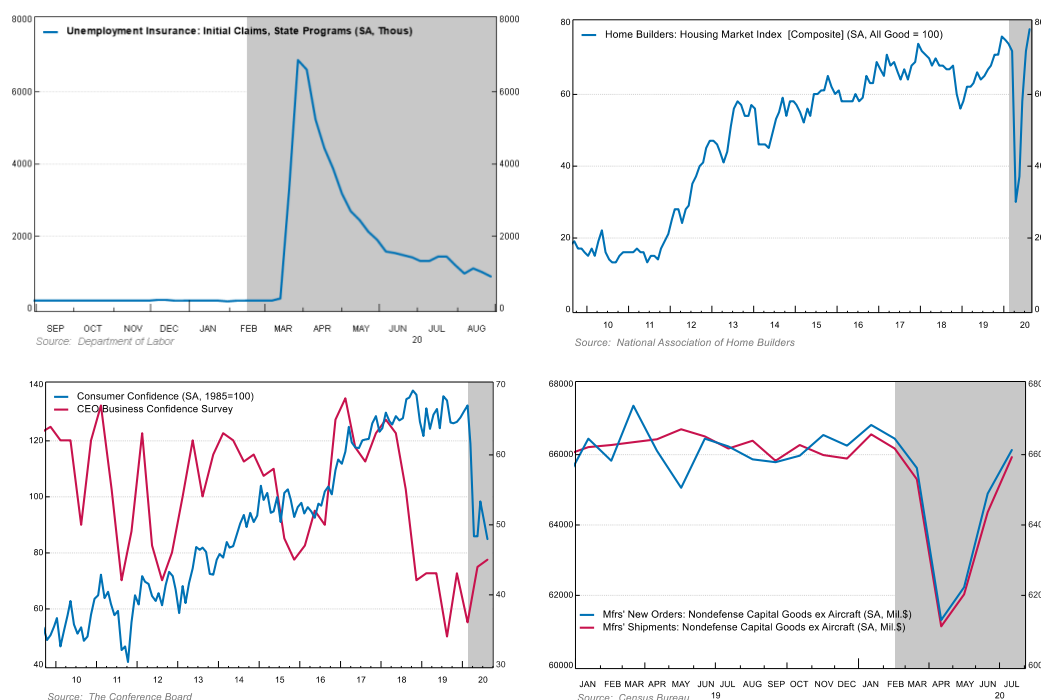 8000
8000
Unemployment Insurance: Initial Claims, State Programs (SA, Thous)
6000
6000
4000
4000
2000
2000
0
0
SEP OCT NOV DEC JAN FEB MAR APR MAY JUN JUL AUG
20
Source: Department of Labor
80
Home Builders: Housing Market Index [Composite] (SA, All Good = 100)
60
40
20
0
0
10 11 12 13 14 15 16 17 18 19 20
Source: National Association of Home Builders
140
70
Consumer Confidence (SA, 1985=100)
CEO Business Confidence Survey
120
60
100
50
80
60
40
40
30
10 11 12 13 14 15 16 17 18 19 20
Source: The Conference Board
68000
66000
64000
62000
Mfrs' New Orders: Nondefense Capital Goods ex Aircraft (SA, Mil.$)
Mfrs' Shipments: Nondefense Capital Goods ex Aircraft (SA, Mil.$)
60000
JAN FEB MAR APR MAY JUN JUL AUG SEP OCT NOV DEC JAN FEB MAR APR MAY JUN JUL
19
20
Source: Census Bureau